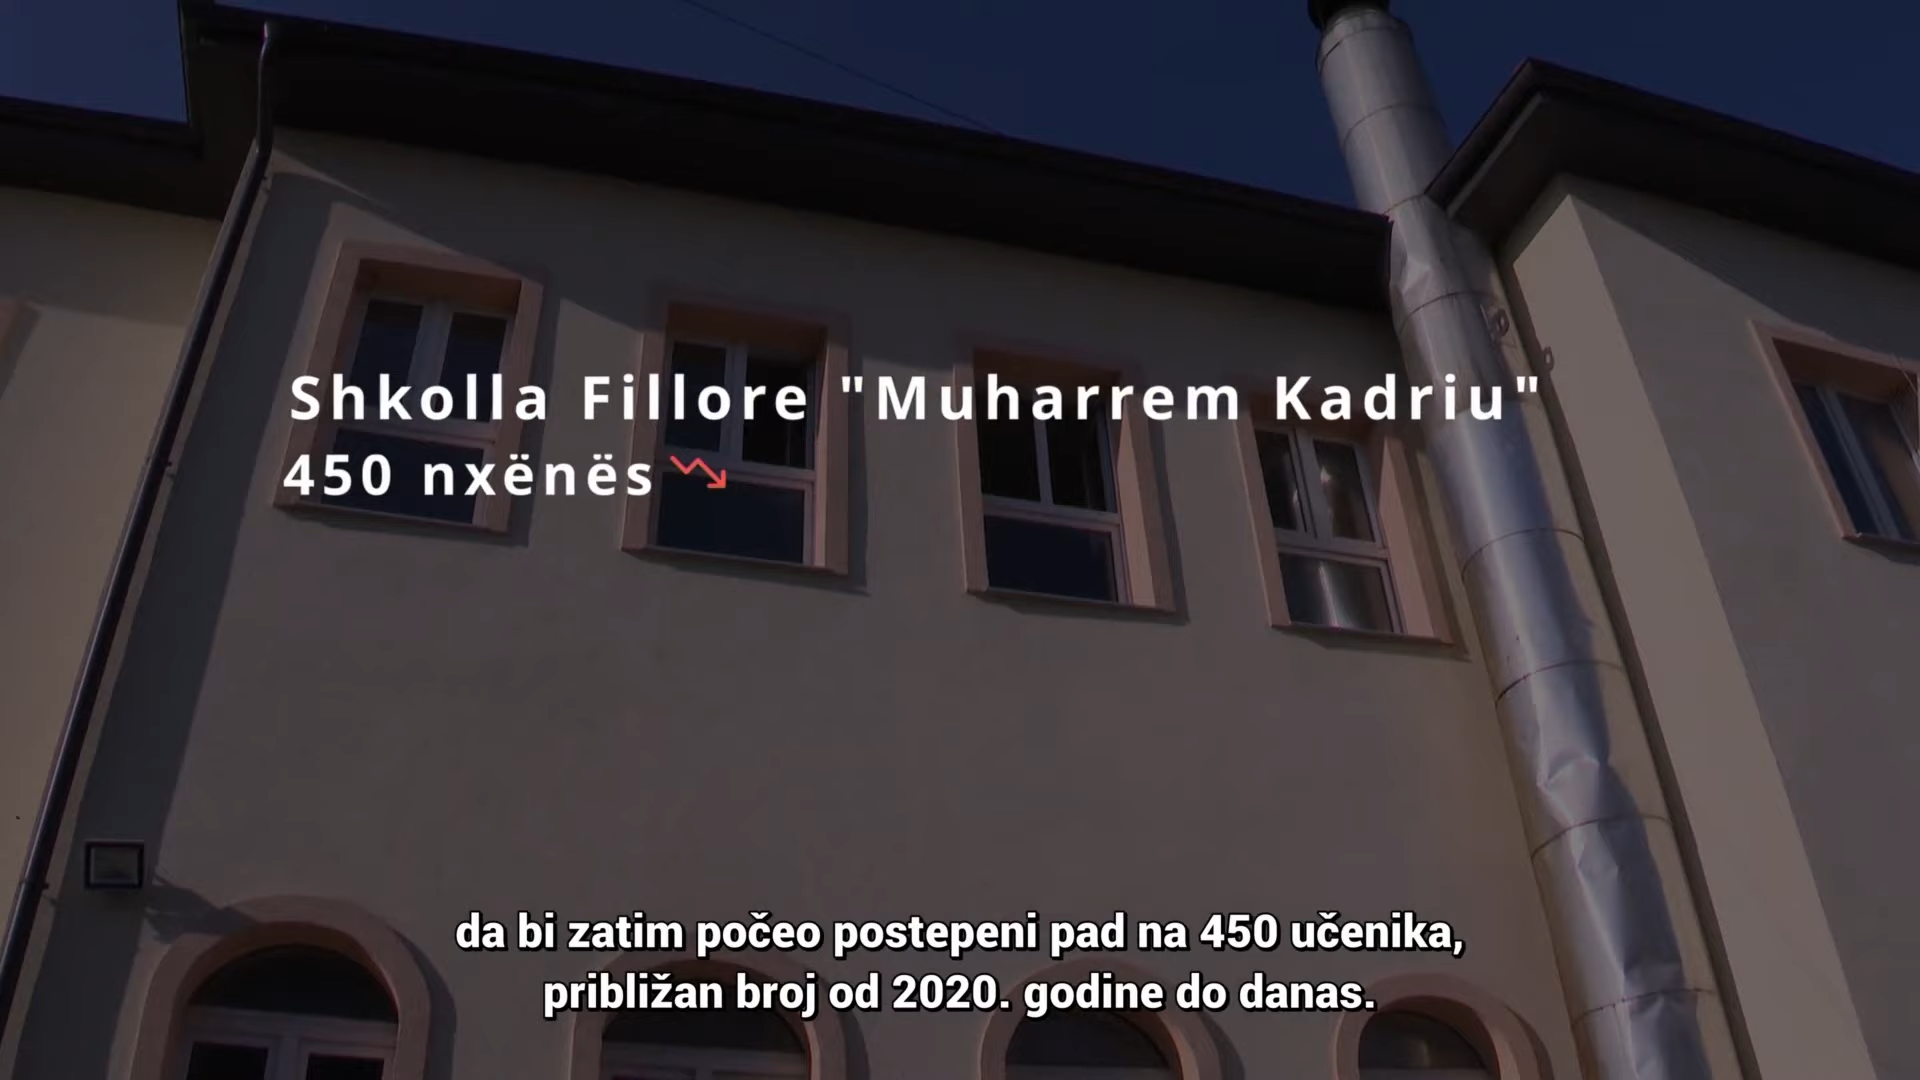 Shkolla Fillore "Muharrem Kadriu"
450 nxënës
da bi zatim počeo postepeni pad na 450 učenika,
približan broj od 2020. godine do danas.